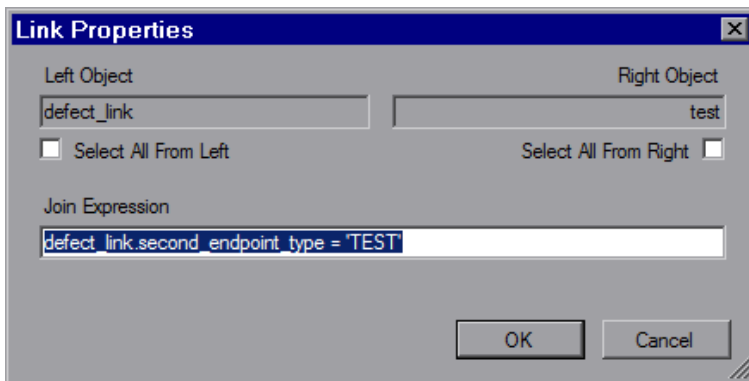 Link Properties
Left Object
Right Object
defect_link
test
Select All From Left
Select All From Right
Join Expression
defect_link.second_endpoint_type = 'TEST'
OK
Cancel